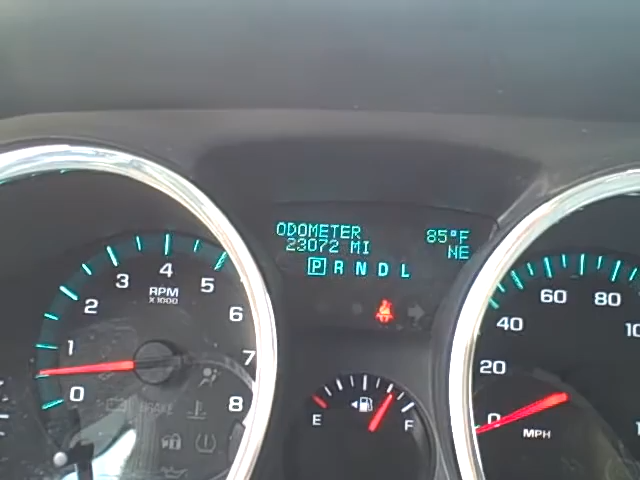 ODOMETER
23072 MI
85°F
NE
P R N D L
0
1
2
3
4
5
6
7
8
RPM
X1000
BRAKE
E
F
0
20
40
60
80
MPH